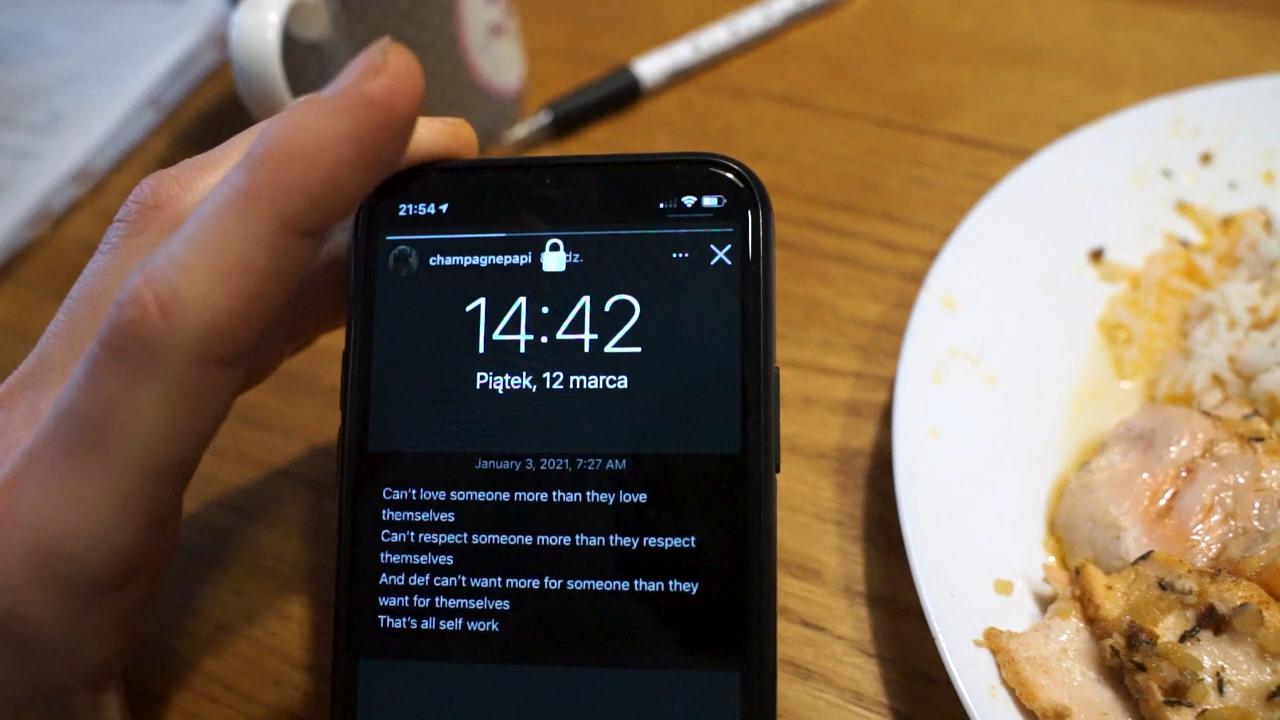 21:54
champagnepapi dz.
14:42
Piątek, 12 marca
January 3, 2021, 7:27 AM
Can't love someone more than they love
themselves
Can't respect someone more than they respect
themselves
And def can't want more for someone than they
want for themselves
That's all self work